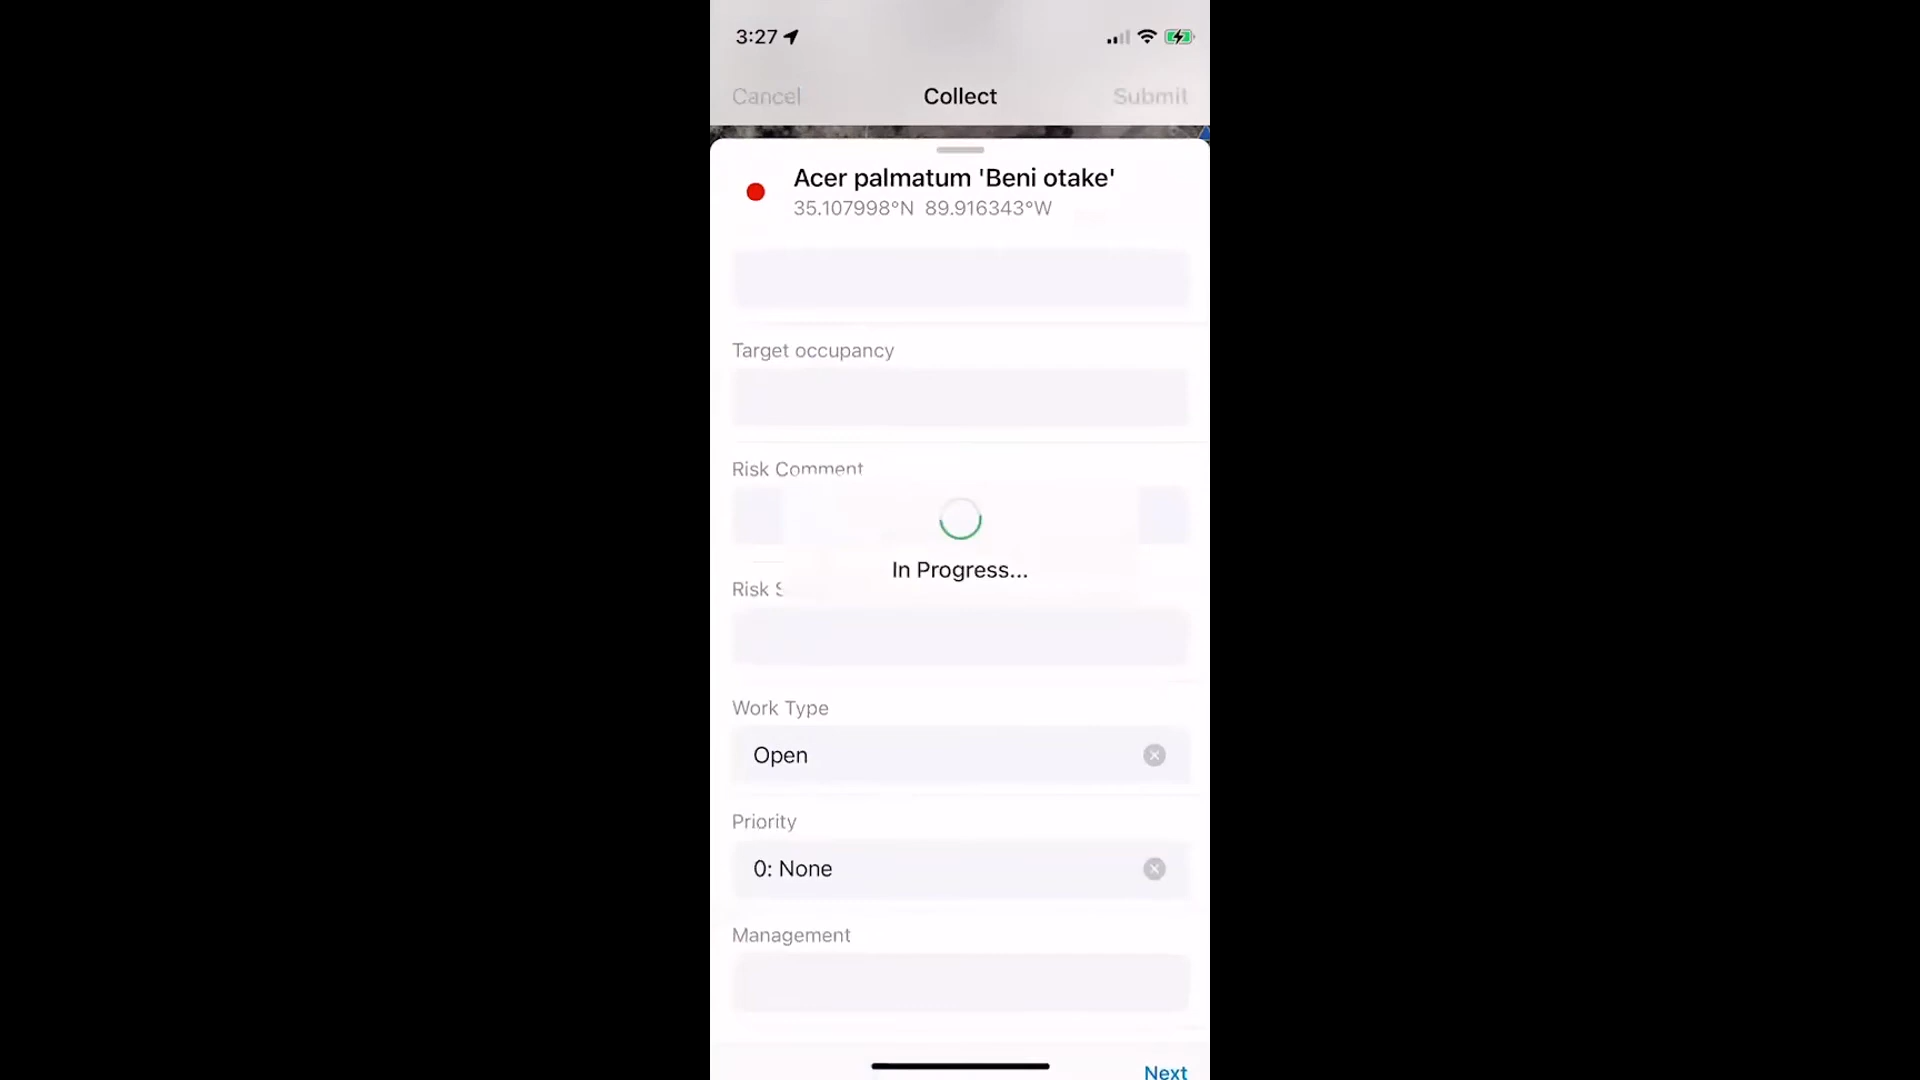 3:27
Cancel Collect Submit
Acer palmatum 'Beni otake'
35.107998°N 89.916343°W
Target occupancy
Risk Comment
In Progress...
Risk
Work Type
Open
Priority
0: None
Management
Next